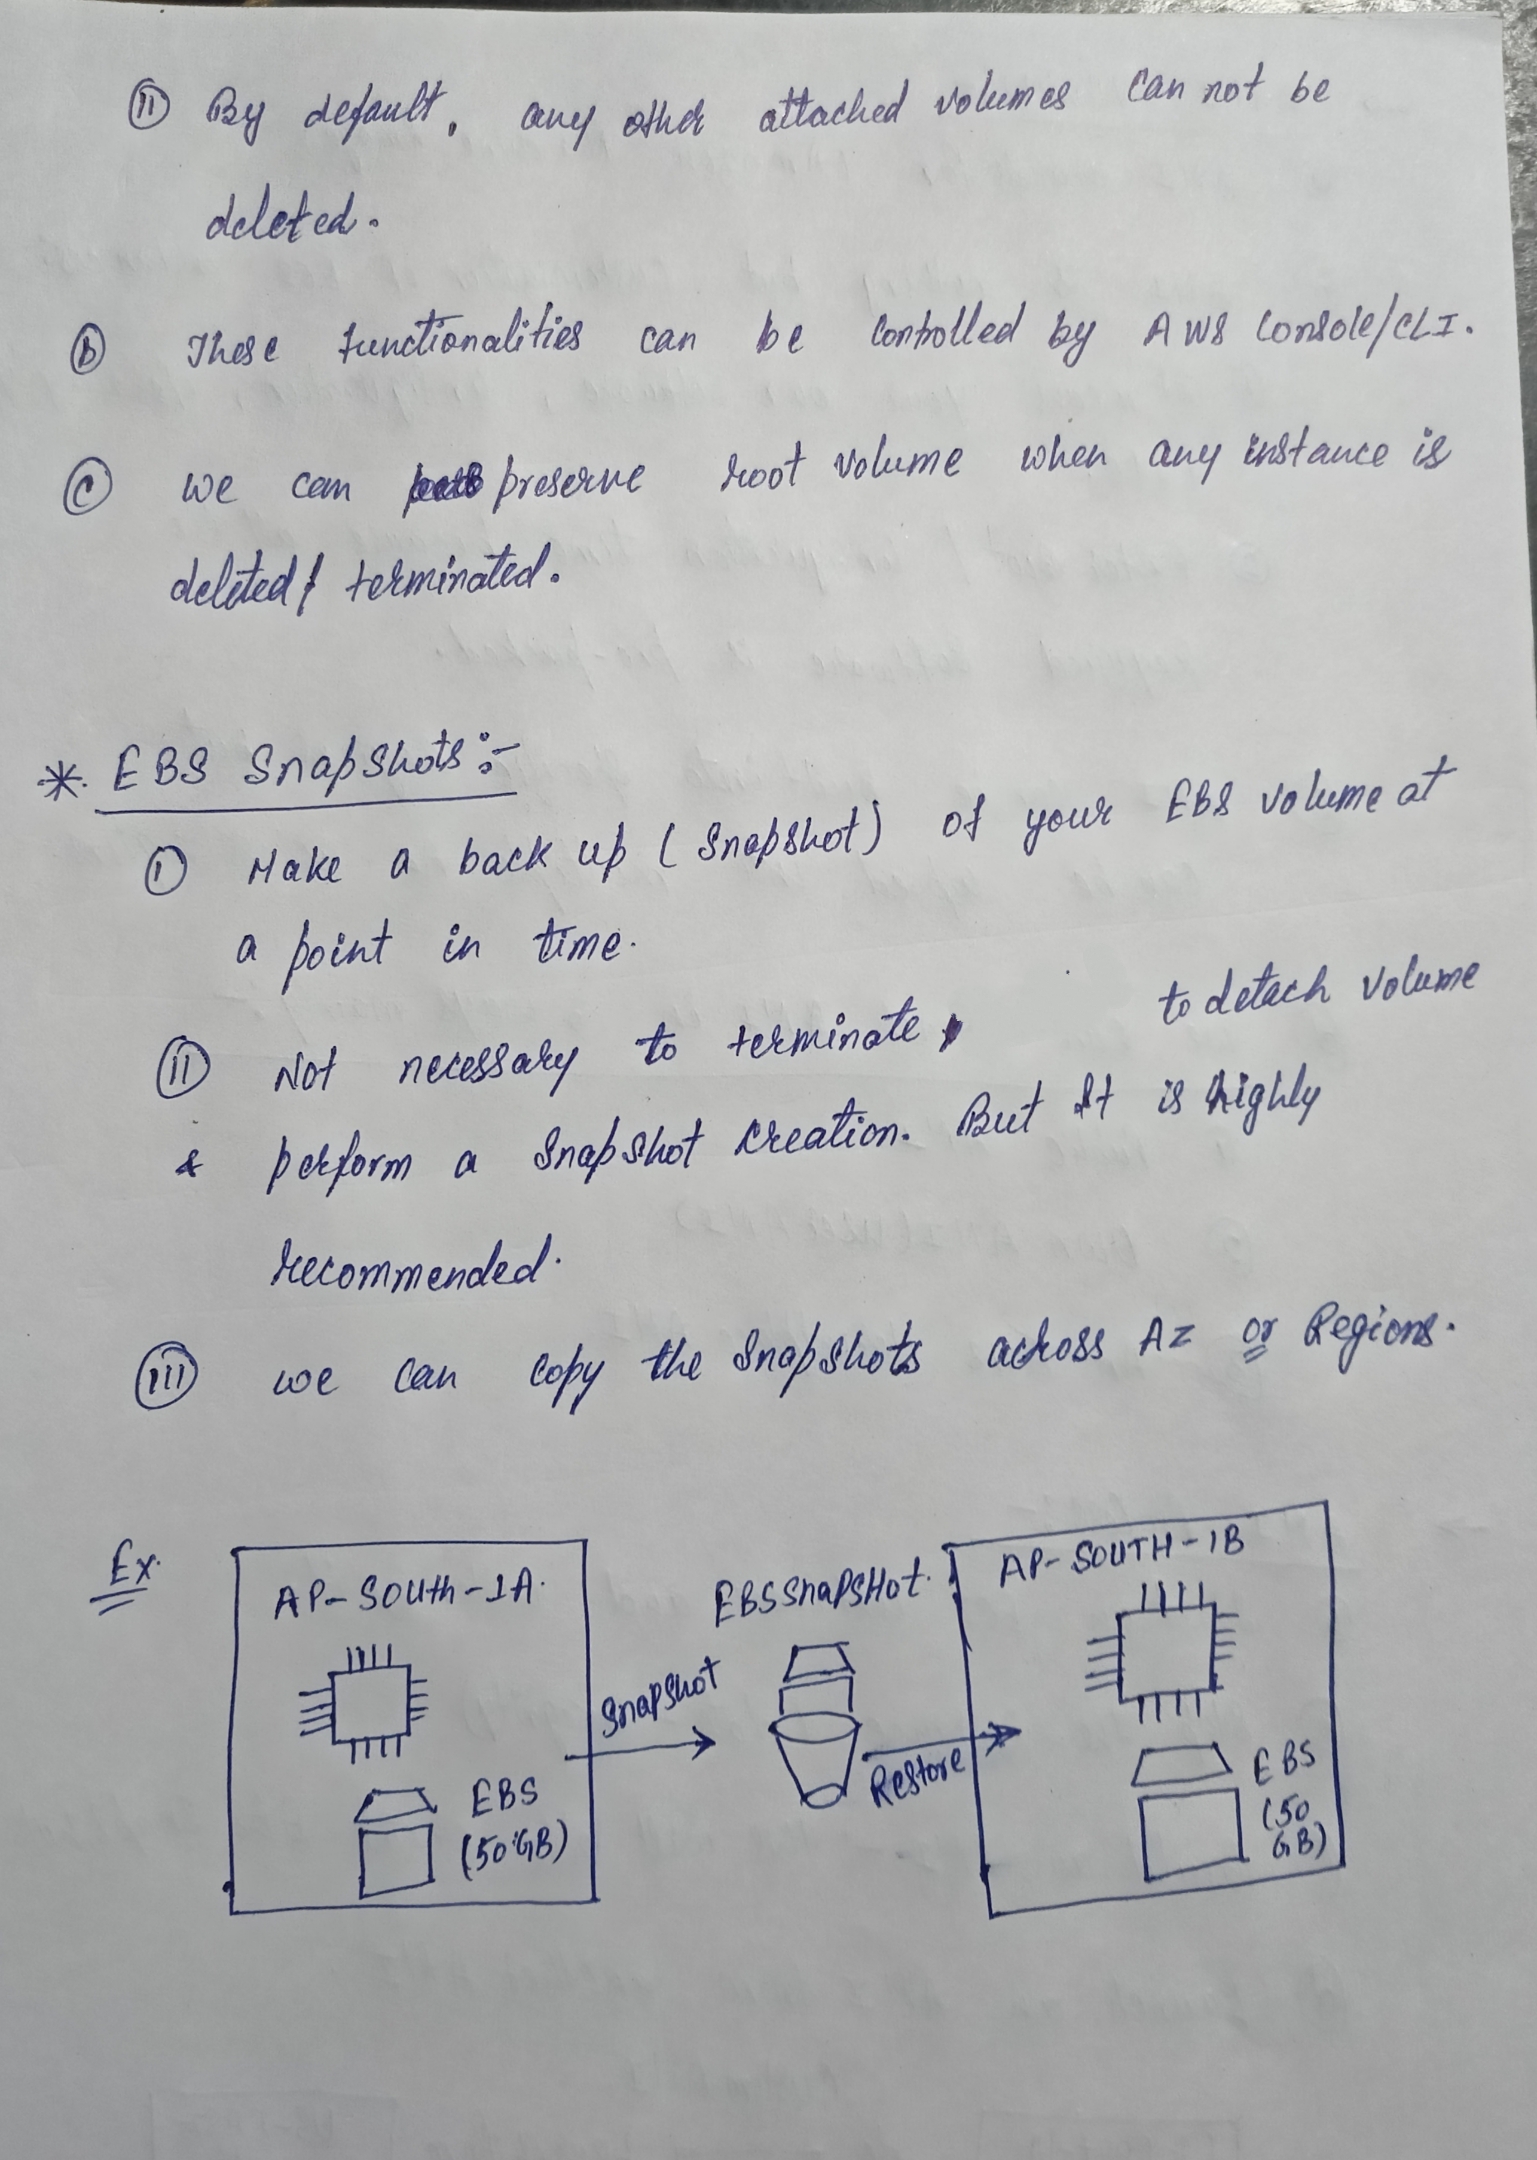 (ii) By default, any other attached volumes can not be
deleted.
(b) These functionalities can be controlled by AWS Console/CLI.
(c) we can preserve root volume when any instance is
deleted/terminated.
*. EBS Snapshots :-
(i) Make a back up (Snapshot) of your EBS volume at
a point in time.
(ii) Not necessary to terminate, to detach volume
& perform a Snapshot creation. But It is highly
recommended.
(iii) we can copy the Snapshots across AZ or Regions.
Ex.
AP-South-1A.
EBS
(50 GB)
Snapshot
EBS SnapSHot.
Restore
AP-SOUTH-1B
EBS
(50
GB)